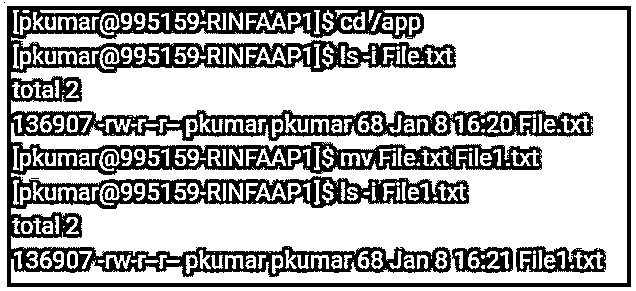 [pkumar@995159-RINFAAP1]$ cd /app
[pkumar@995159-RINFAAP1]$ ls -i File.txt
total 2
136907 -rw-r--r-- pkumar pkumar 68 Jan 8 16:20 File.txt
[pkumar@995159-RINFAAP1]$ mv File.txt File1.txt
[pkumar@995159-RINFAAP1]$ ls -i File1.txt
total 2
136907 -rw-r--r-- pkumar pkumar 68 Jan 8 16:21 File1.txt